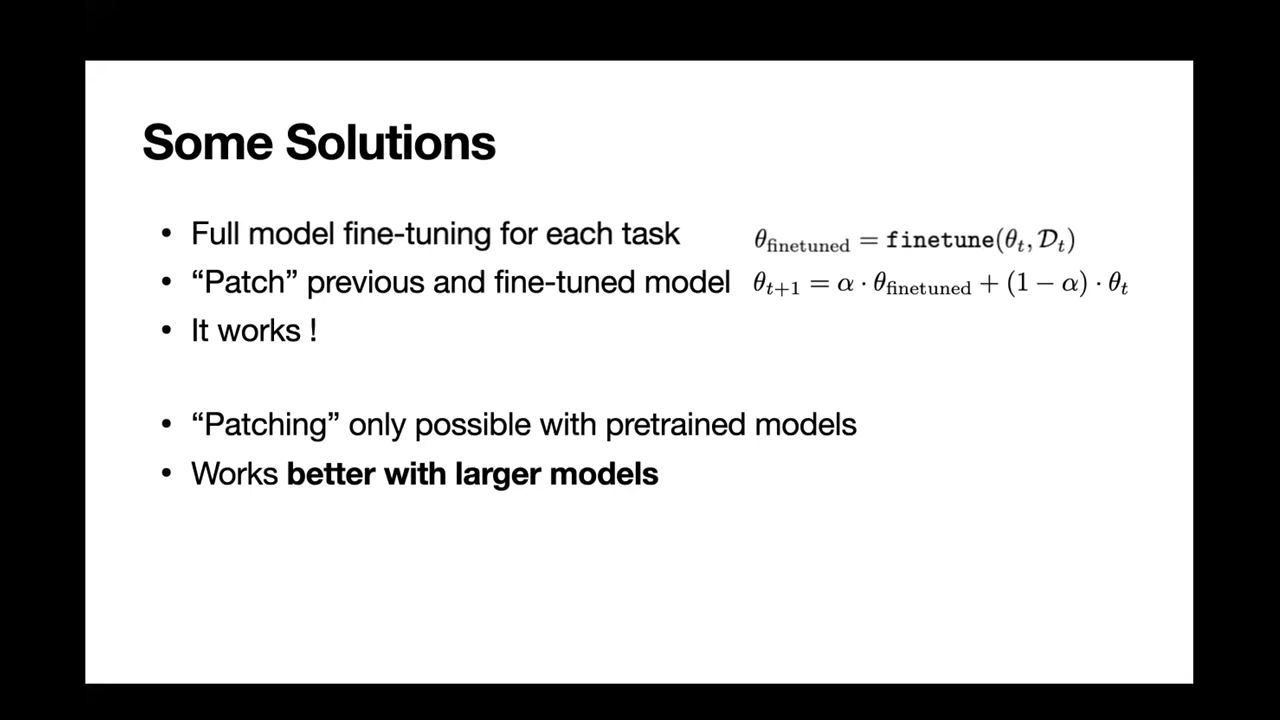 Some Solutions
• Full model fine-tuning for each task θ_finetuned = finetune(θ_t, 𝒟_t)
• “Patch” previous and fine-tuned model θ_{t+1} = α · θ_finetuned + (1 − α) · θ_t
• It works !
• “Patching” only possible with pretrained models
• Works better with larger models